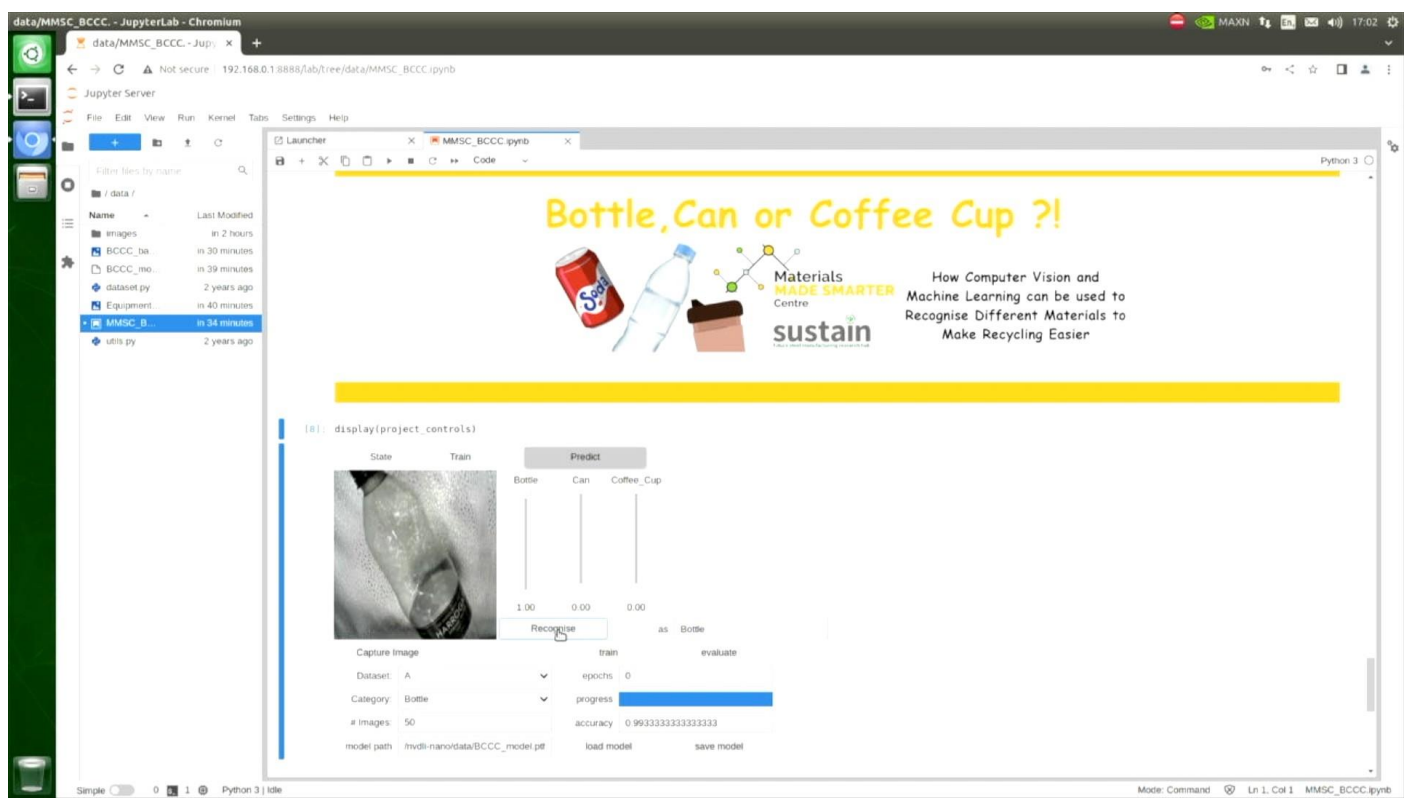 data/MMSC_BCCC. - JupyterLab - Chromium
MAXN En 17:02
data/MMSC_BCCC. - Jupy
Not secure 192.168.0.1:8888/lab/tree/data/MMSC_BCCC.ipynb
Jupyter Server
File Edit View Run Kernel Tabs Settings Help
Launcher MMSC_BCCC.ipynb
Code Python 3
Filter files by name
/ data /
Name Last Modified
images in 2 hours
BCCC_ba... in 30 minutes
BCCC_mo... in 39 minutes
dataset.py 2 years ago
Equipment... in 40 minutes
MMSC_B... in 34 minutes
utils.py 2 years ago
Bottle, Can or Coffee Cup ?!
Soda
Materials
MADE SMARTER
Centre
sustain
How Computer Vision and
Machine Learning can be used to
Recognise Different Materials to
Make Recycling Easier
[8]: display(project_controls)
State Train Predict
Bottle Can Coffee_Cup
HARROG
1.00 0.00 0.00
Recognise as Bottle
Capture Image train evaluate
Dataset: A epochs 0
Category: Bottle progress
# Images: 50 accuracy 0.9933333333333333
model path /nvdli-nano/data/BCCC_model.ptf load model save model
Simple 0 1 Python 3 | Idle
Mode: Command Ln 1, Col 1 MMSC_BCCC.ipynb